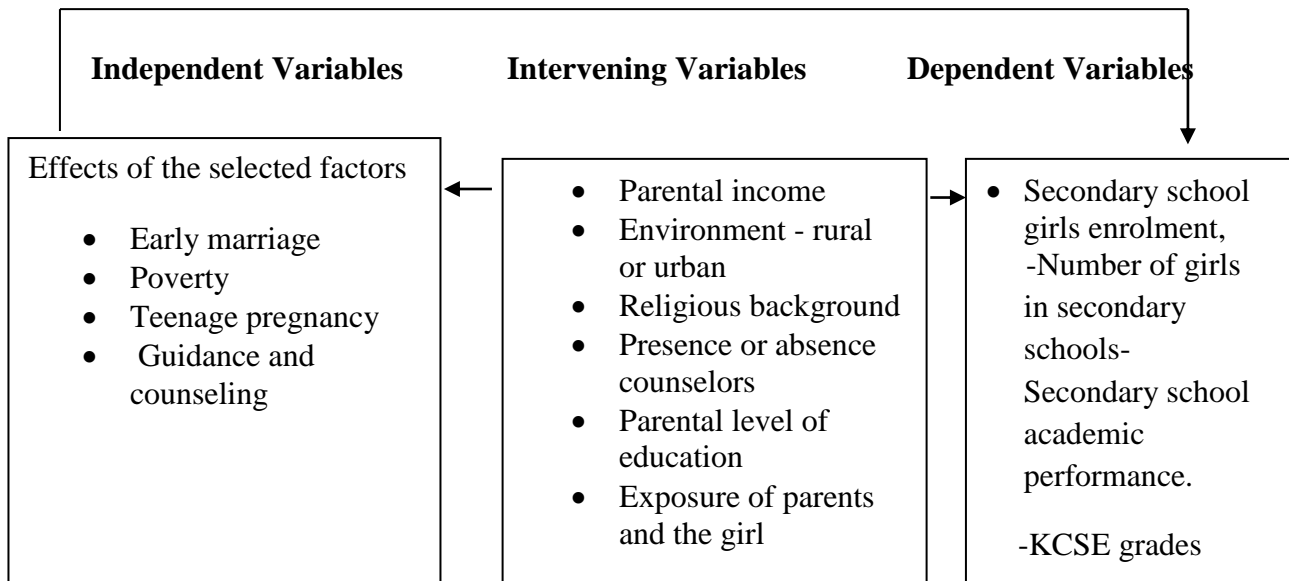 Independent Variables
Intervening Variables
Dependent Variables
Effects of the selected factors
• Early marriage
• Poverty
• Teenage pregnancy
• Guidance and
counseling
• Parental income
• Environment - rural
or urban
• Religious background
• Presence or absence
counselors
• Parental level of
education
• Exposure of parents
and the girl
• Secondary school
girls enrolment,
-Number of girls
in secondary
schools-
Secondary school
academic
performance.
-KCSE grades